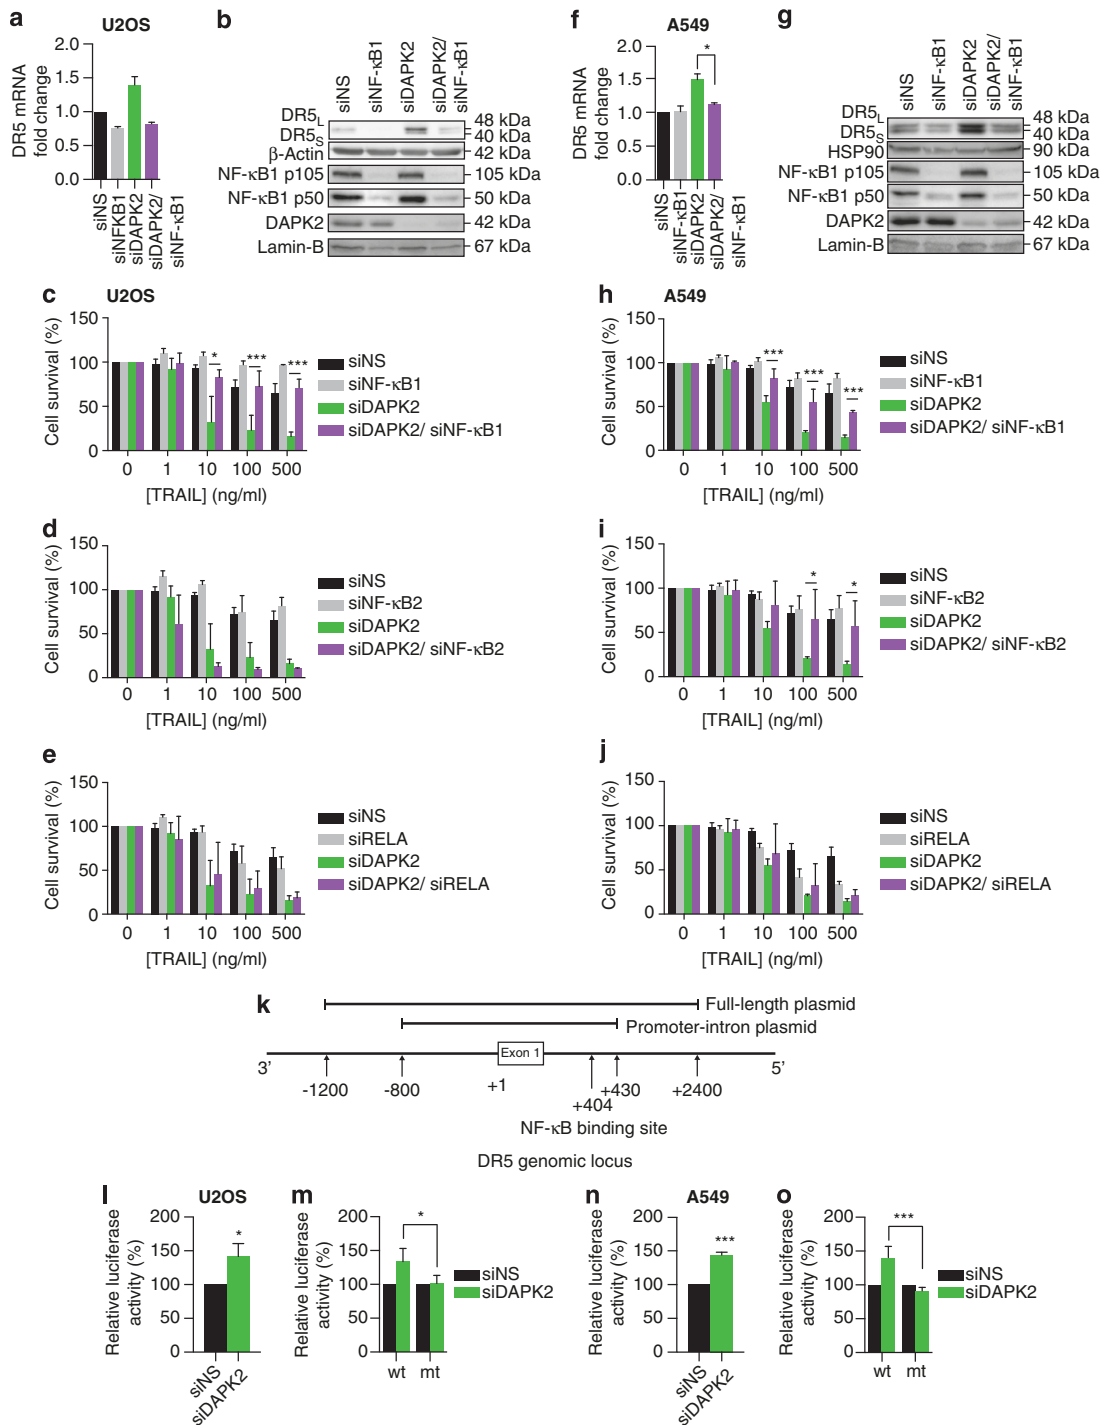 a
U2OS
DR5 mRNA
fold change
2.0
1.5
1.0
0.5
0.0
siNS
siNFKB1
siDAPK2
siDAPK2/
siNF-κB1
b
siNS
siNF-κB1
siDAPK2
siDAPK2/
siNF-κB1
DR5L
DR5S
β-Actin
NF-κB1 p105
NF-κB1 p50
DAPK2
Lamin-B
48 kDa
40 kDa
42 kDa
105 kDa
50 kDa
42 kDa
67 kDa
f
A549
DR5 mRNA
fold change
2.0
1.5
1.0
0.5
0.0
*
siNS
siNF-κB1
siDAPK2
siDAPK2/
siNF-κB1
g
siNS
siNF-κB1
siDAPK2
siDAPK2/
siNF-κB1
DR5L
DR5S
HSP90
NF-κB1 p105
NF-κB1 p50
DAPK2
Lamin-B
48 kDa
40 kDa
90 kDa
105 kDa
50 kDa
42 kDa
67 kDa
c
U2OS
Cell survival (%)
150
100
50
0
* *** ***
0 1 10 100 500
[TRAIL] (ng/ml)
siNS
siNF-κB1
siDAPK2
siDAPK2/ siNF-κB1
h
A549
Cell survival (%)
150
100
50
0
*** *** ***
0 1 10 100 500
[TRAIL] (ng/ml)
siNS
siNF-κB1
siDAPK2
siDAPK2/ siNF-κB1
d
Cell survival (%)
150
100
50
0
0 1 10 100 500
[TRAIL] (ng/ml)
siNS
siNF-κB2
siDAPK2
siDAPK2/ siNF-κB2
i
Cell survival (%)
150
100
50
0
* *
0 1 10 100 500
[TRAIL] (ng/ml)
siNS
siNF-κB2
siDAPK2
siDAPK2/ siNF-κB2
e
Cell survival (%)
150
100
50
0
0 1 10 100 500
[TRAIL] (ng/ml)
siNS
siRELA
siDAPK2
siDAPK2/ siRELA
j
Cell survival (%)
150
100
50
0
0 1 10 100 500
[TRAIL] (ng/ml)
siNS
siRELA
siDAPK2
siDAPK2/ siRELA
k
Full-length plasmid
Promoter-intron plasmid
Exon 1
3' 5'
-1200 -800 +1 +404 +430 +2400
NF-κB binding site
DR5 genomic locus
l
U2OS
Relative luciferase
activity (%)
200
150
100
50
0
*
siNS
siDAPK2
m
Relative luciferase
activity (%)
200
150
100
50
0
*
wt mt
siNS
siDAPK2
n
A549
Relative luciferase
activity (%)
200
150
100
50
0
***
siNS
siDAPK2
o
Relative luciferase
activity (%)
200
150
100
50
0
***
wt mt
siNS
siDAPK2